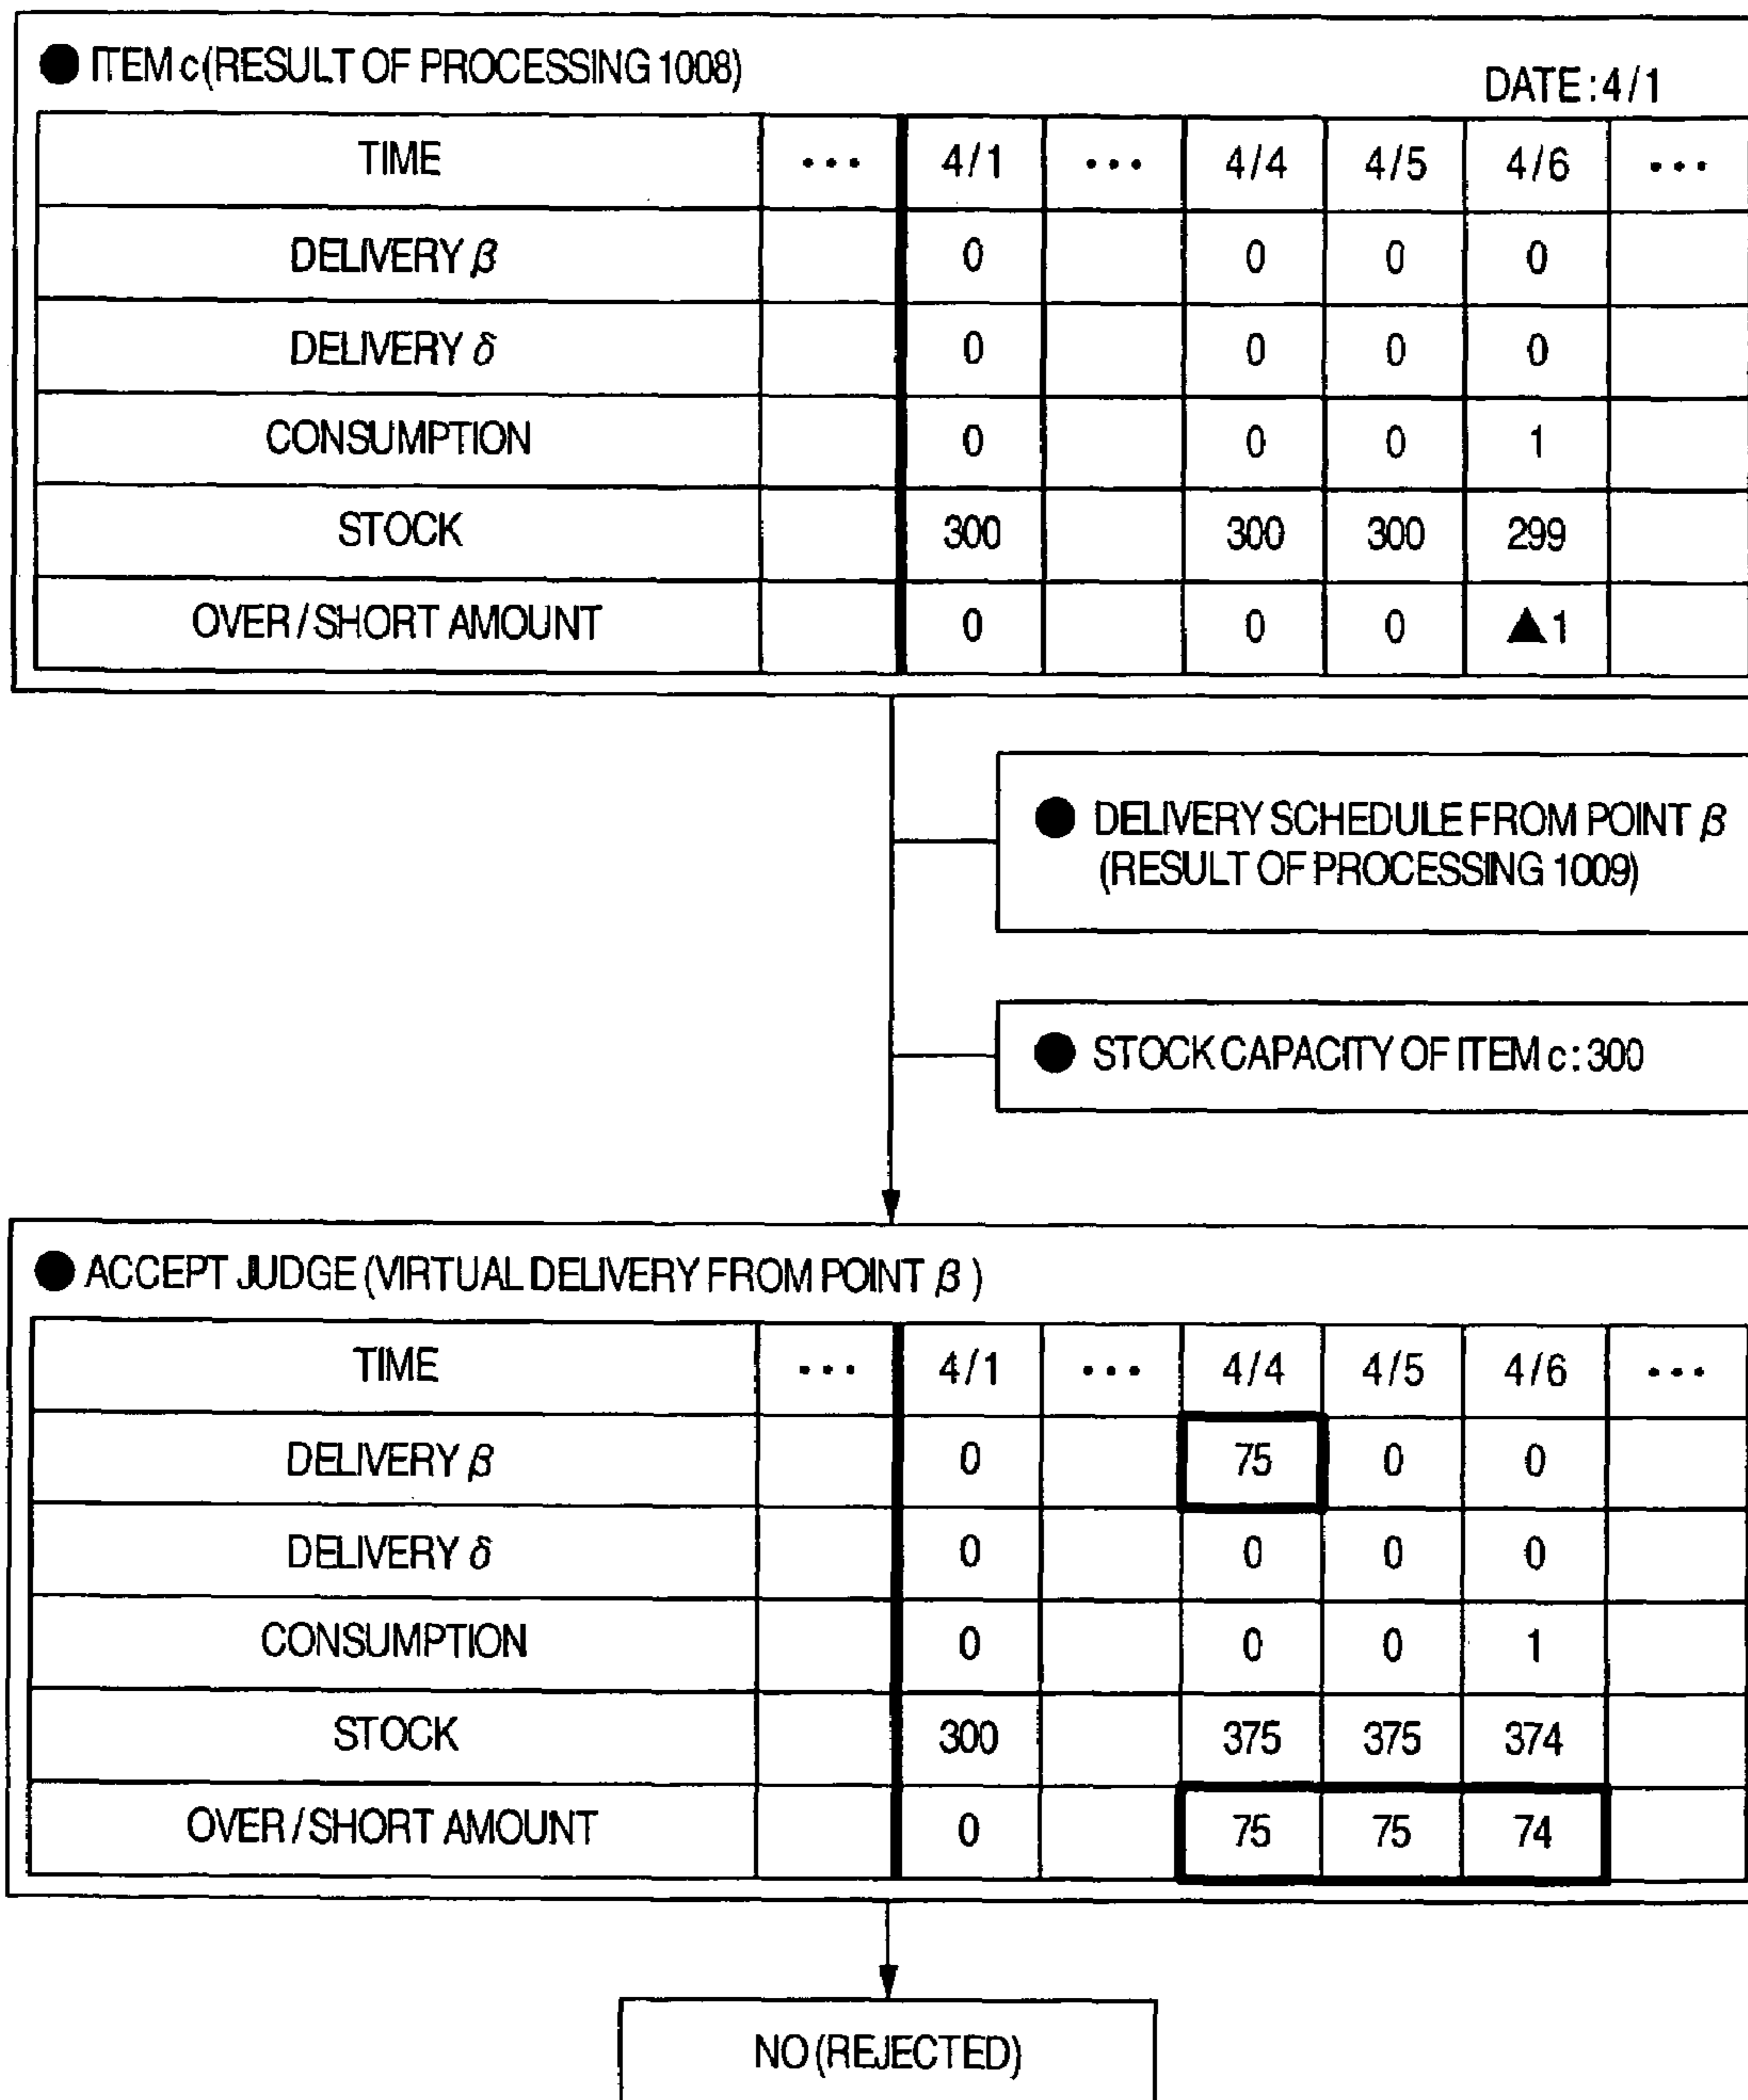 ● ITEM c (RESULT OF PROCESSING 1008)
DATE : 4/1
TIME ... 4/1 ... 4/4 4/5 4/6 ...
DELIVERY β 0 0 0 0
DELIVERY δ 0 0 0 0
CONSUMPTION 0 0 0 1
STOCK 300 300 300 299
OVER / SHORT AMOUNT 0 0 0 ▲1
● DELIVERY SCHEDULE FROM POINT β
(RESULT OF PROCESSING 1009)
● STOCK CAPACITY OF ITEM c : 300
● ACCEPT JUDGE (VIRTUAL DELIVERY FROM POINT β )
TIME ... 4/1 ... 4/4 4/5 4/6 ...
DELIVERY β 0 75 0 0
DELIVERY δ 0 0 0 0
CONSUMPTION 0 0 0 1
STOCK 300 375 375 374
OVER / SHORT AMOUNT 0 75 75 74
NO (REJECTED)